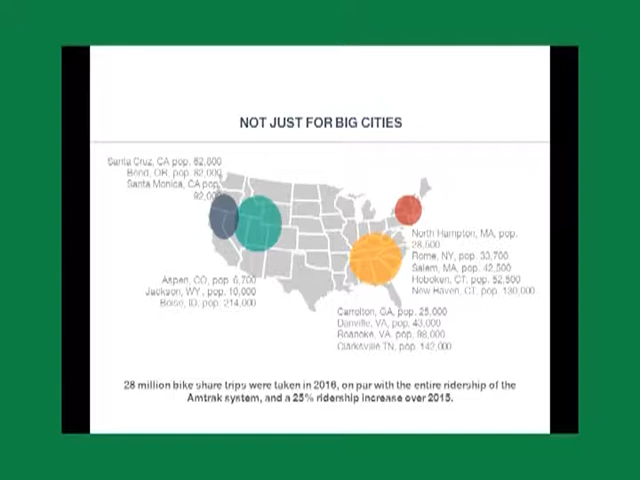 NOT JUST FOR BIG CITIES
Santa Cruz, CA pop. 62,800
Bend, OR, pop. 82,000
Santa Monica, CA pop.
92,000
North Hampton, MA, pop.
28,500
Rome, NY, pop. 33,700
Salem, MA, pop. 42,500
Hoboken, CT, pop. 52,500
New Haven, CT, pop. 130,000
Aspen, CO, pop. 6,700
Jackson, WY, pop. 10,000
Boise, ID, pop. 214,000
Carrolton, GA, pop. 25,000
Danville, VA, pop. 43,000
Roanoke, VA, pop. 98,000
Clarksville TN, pop. 142,000
28 million bike share trips were taken in 2016, on par with the entire ridership of the
Amtrak system, and a 25% ridership increase over 2015.